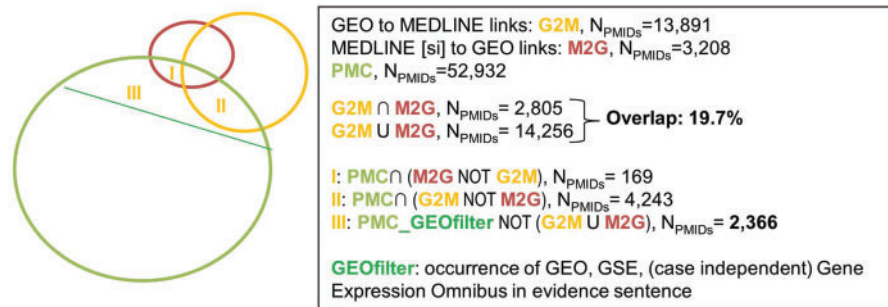 I
II
III
GEO to MEDLINE links: G2M, NPMIDs=13,891
MEDLINE [si] to GEO links: M2G, NPMIDs=3,208
PMC, NPMIDs=52,932
G2M ∩ M2G, NPMIDs= 2,805
G2M U M2G, NPMIDs= 14,256
Overlap: 19.7%
I: PMC∩ (M2G NOT G2M), NPMIDs= 169
II: PMC∩ (G2M NOT M2G), NPMIDs= 4,243
III: PMC_GEOfilter NOT (G2M U M2G), NPMIDs= 2,366
GEOfilter: occurrence of GEO, GSE, (case independent) Gene
Expression Omnibus in evidence sentence